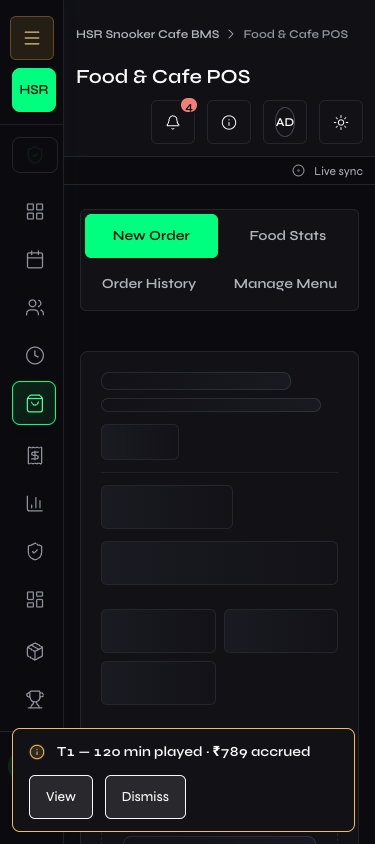 HSR Snooker Cafe BMS > Food & Cafe POS
HSR
Food & Cafe POS
4
AD
Live sync
New Order
Food Stats
Order History
Manage Menu
T1 — 120 min played · ₹789 accrued
View
Dismiss